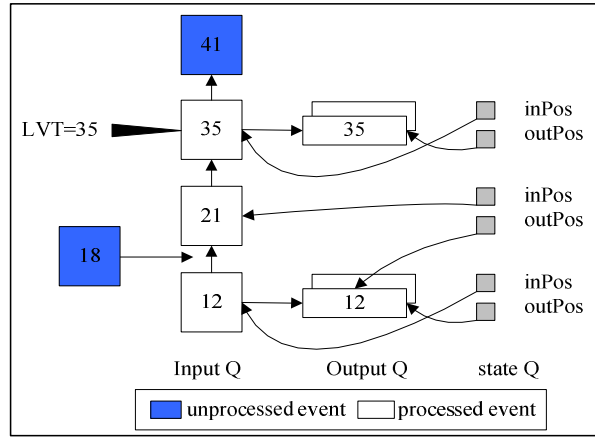 41
LVT=35
35
35
inPos
outPos
21
inPos
outPos
18
12
12
inPos
outPos
Input Q
Output Q
state Q
unprocessed event
processed event